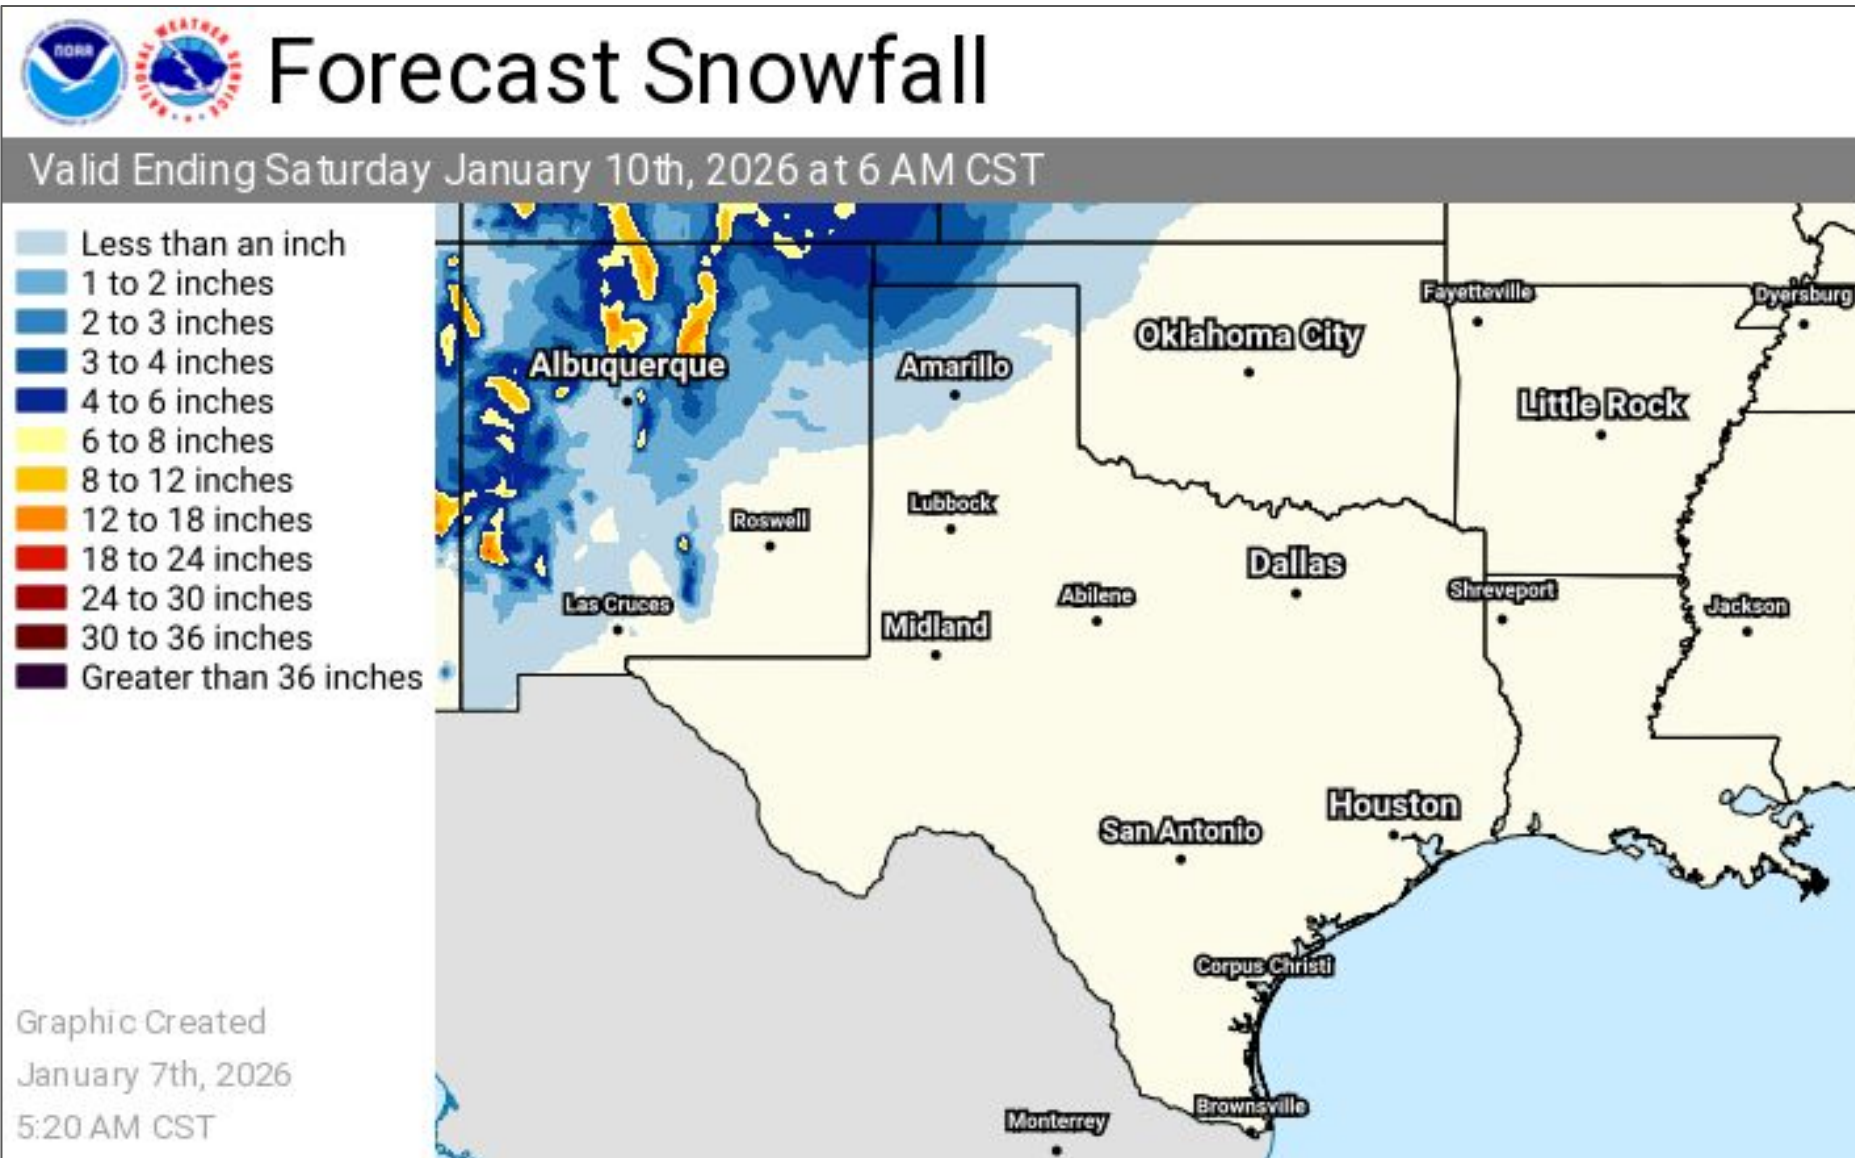 NOAA
NATIONAL WEATHER SERVICE
Forecast Snowfall
Valid Ending Saturday January 10th, 2026 at 6 AM CST
Less than an inch
1 to 2 inches
2 to 3 inches
3 to 4 inches
4 to 6 inches
6 to 8 inches
8 to 12 inches
12 to 18 inches
18 to 24 inches
24 to 30 inches
30 to 36 inches
Greater than 36 inches
Graphic Created
January 7th, 2026
5:20 AM CST
Fayetteville
Dyersburg
Oklahoma City
Albuquerque
Amarillo
Little Rock
Lubbock
Roswell
Dallas
Abilene
Shreveport
Las Cruces
Jackson
Midland
Houston
San Antonio
Corpus Christi
Brownsville
Monterrey